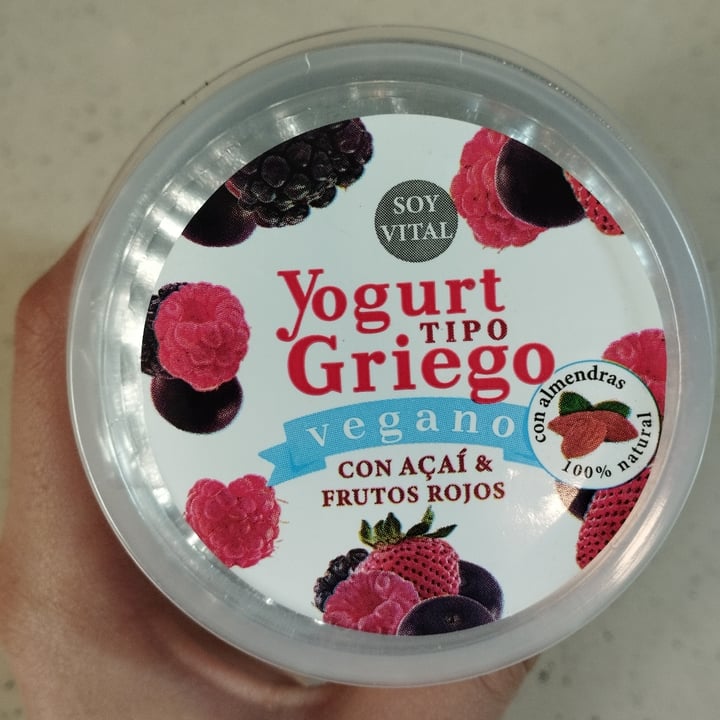 SOY
VITAL
Yogurt
TIPO
Griego
vegano
CON AÇAÍ &
FRUTOS ROJOS
con almendras
100% natural